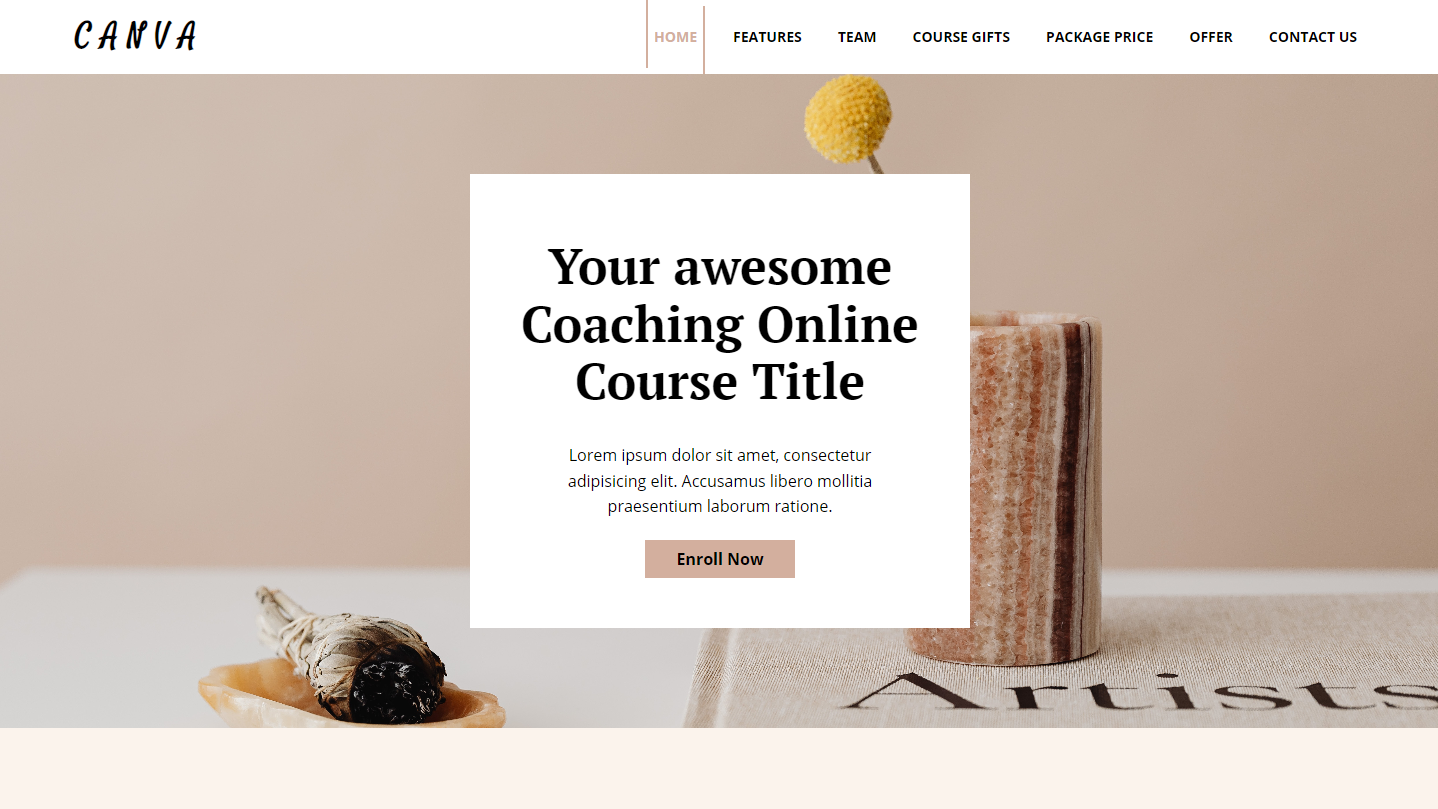 CANVA
HOME FEATURES TEAM COURSE GIFTS PACKAGE PRICE OFFER CONTACT US
Your awesome
Coaching Online
Course Title
Lorem ipsum dolor sit amet, consectetur
adipisicing elit. Accusamus libero mollitia
praesentium laborum ratione.
Enroll Now
Artists